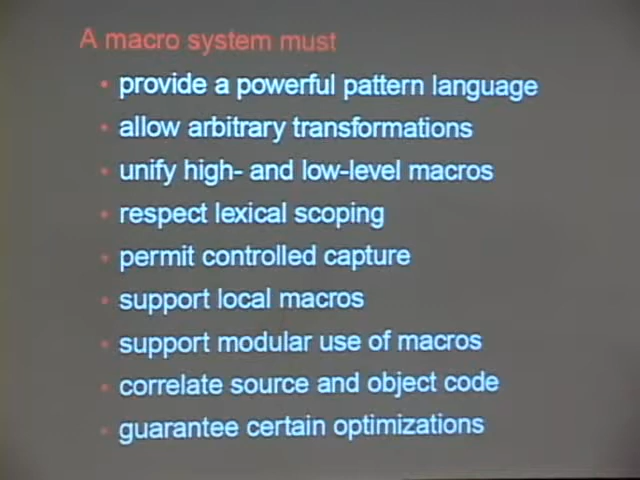 A macro system must
• provide a powerful pattern language
• allow arbitrary transformations
• unify high- and low-level macros
• respect lexical scoping
• permit controlled capture
• support local macros
• support modular use of macros
• correlate source and object code
• guarantee certain optimizations